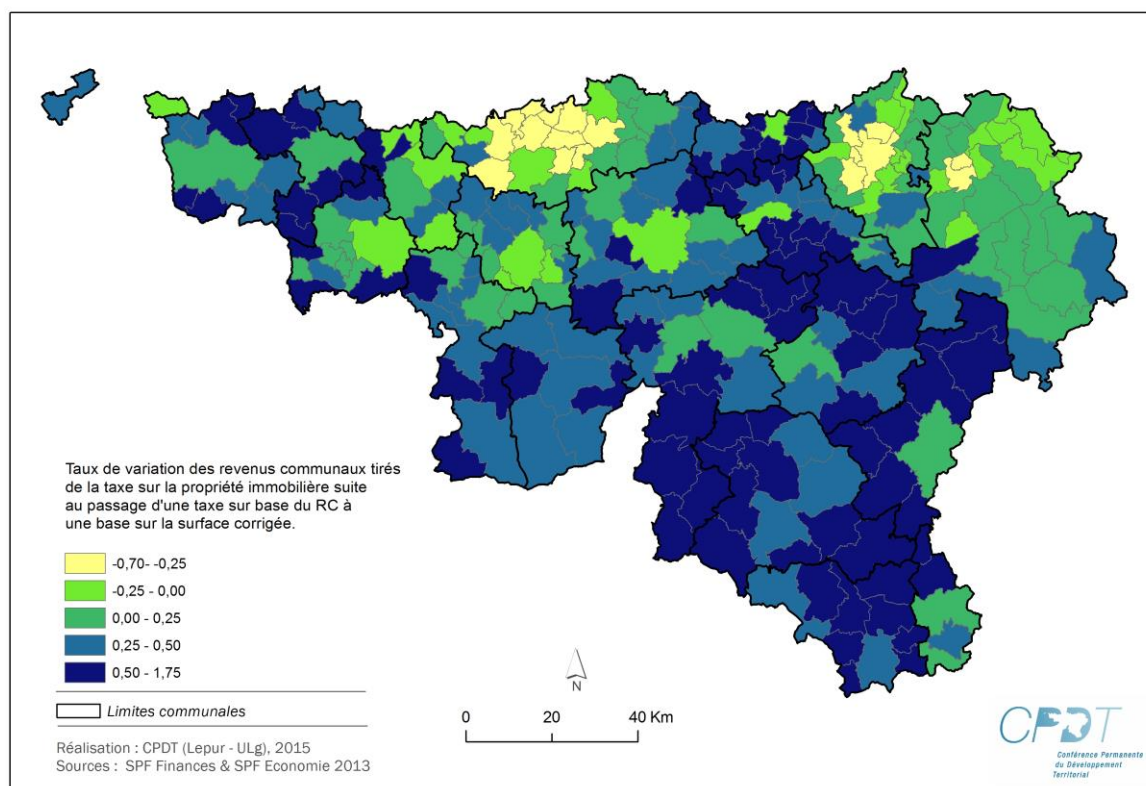 Taux de variation des revenus communaux tirés
de la taxe sur la propriété immobilière suite
au passage d'une taxe sur base du RC à
une base sur la surface corrigée.
-0,70- -0,25
-0,25 - 0,00
0,00 - 0,25
0,25 - 0,50
0,50 - 1,75
Limites communales
Réalisation : CPDT (Lepur - ULg), 2015
Sources : SPF Finances & SPF Economie 2013
N
0 20 40 Km
CPDT
Conférence Permanente
du Développement
Territorial